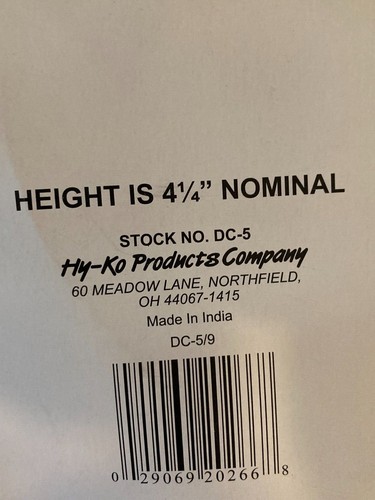 HEIGHT IS 4¼” NOMINAL
STOCK NO. DC-5
Hy-Ko Products Company
60 MEADOW LANE, NORTHFIELD,
OH 44067-1415
Made In India
DC-5/9
0 29069 20266 8